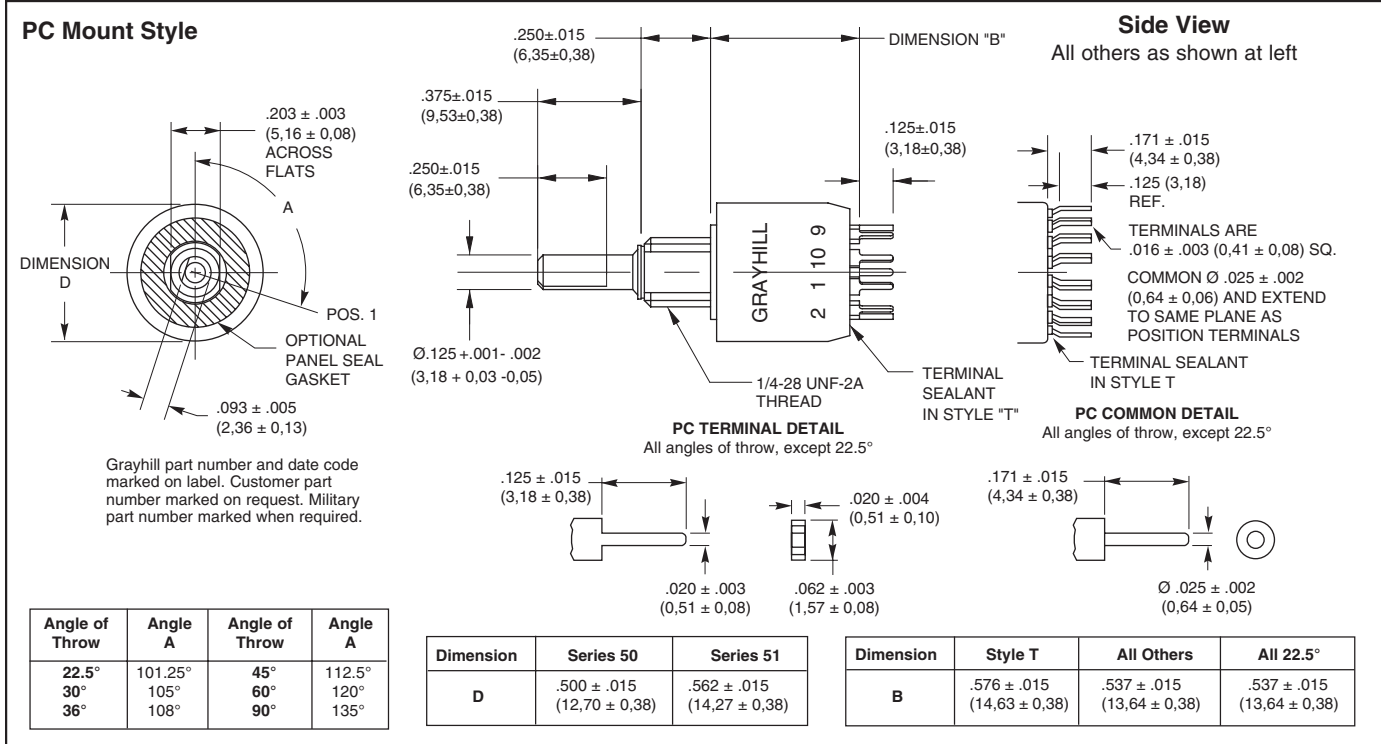 PC Mount Style
Side View
All others as shown at left
.250±.015
(6,35±0,38)
DIMENSION "B"
.375±.015
(9,53±0,38)
.203 ± .003
(5,16 ± 0,08)
ACROSS
FLATS
.250±.015
(6,35±0,38)
A
DIMENSION
D
POS. 1
OPTIONAL
PANEL SEAL
GASKET
.093 ± .005
(2,36 ± 0,13)
Grayhill part number and date code
marked on label. Customer part
number marked on request. Military
part number marked when required.
.125±.015
(3,18±0,38)
GRAYHILL
2 1 10 9
Ø.125 +.001- .002
(3,18 + 0,03 -0,05)
1/4-28 UNF-2A
THREAD
TERMINAL
SEALANT
IN STYLE "T"
.171 ± .015
(4,34 ± 0,38)
.125 (3,18)
REF.
TERMINALS ARE
.016 ± .003 (0,41 ± 0,08) SQ.
COMMON Ø .025 ± .002
(0,64 ± 0,06) AND EXTEND
TO SAME PLANE AS
POSITION TERMINALS
TERMINAL SEALANT
IN STYLE T
PC TERMINAL DETAIL
All angles of throw, except 22.5°
.125 ± .015
(3,18 ± 0,38)
.020 ± .004
(0,51 ± 0,10)
.020 ± .003
(0,51 ± 0,08)
.062 ± .003
(1,57 ± 0,08)
PC COMMON DETAIL
All angles of throw, except 22.5°
.171 ± .015
(4,34 ± 0,38)
Ø .025 ± .002
(0,64 ± 0,05)
Angle of Throw Angle A Angle of Throw Angle A
22.5° 101.25° 45° 112.5°
30° 105° 60° 120°
36° 108° 90° 135°
Dimension Series 50 Series 51
D .500 ± .015 .562 ± .015
(12,70 ± 0,38) (14,27 ± 0,38)
Dimension Style T All Others All 22.5°
B .576 ± .015 .537 ± .015 .537 ± .015
(14,63 ± 0,38) (13,64 ± 0,38) (13,64 ± 0,38)